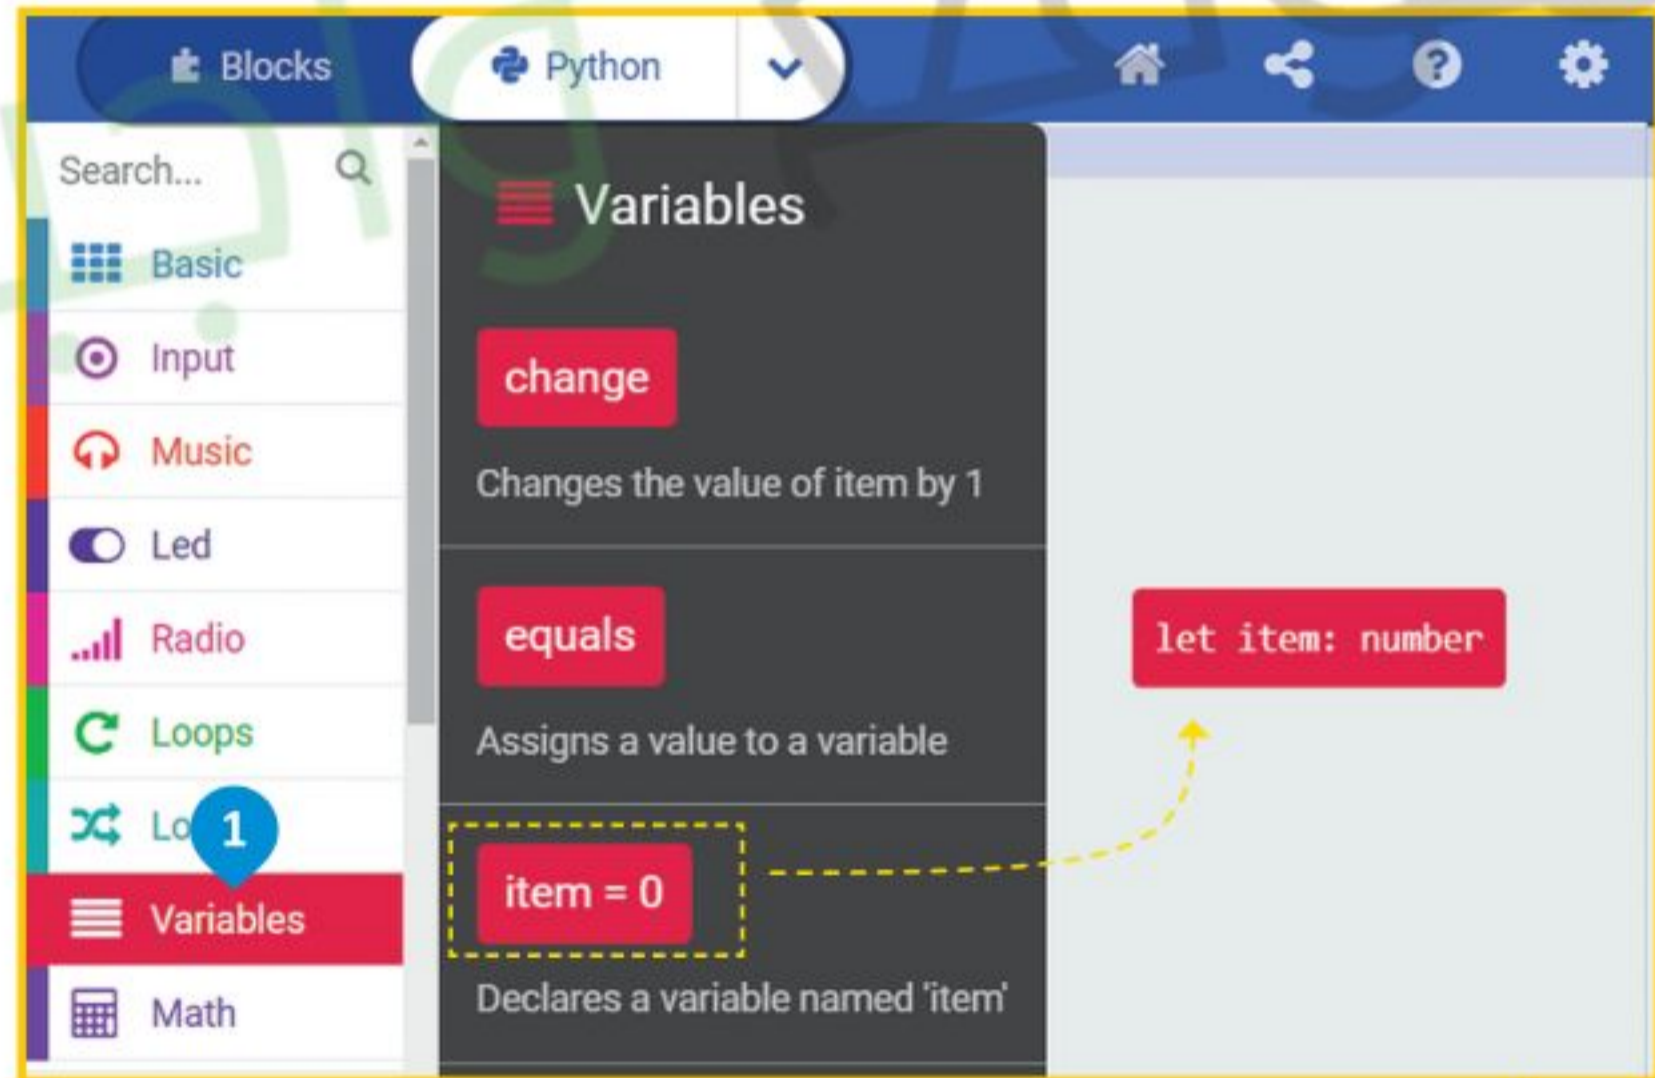 Blocks
Python
Search...
Basic
Input
Music
Led
Radio
Loops
Lo
1
Variables
Math
Variables
change
Changes the value of item by 1
equals
Assigns a value to a variable
item = 0
Declares a variable named 'item'
let item: number